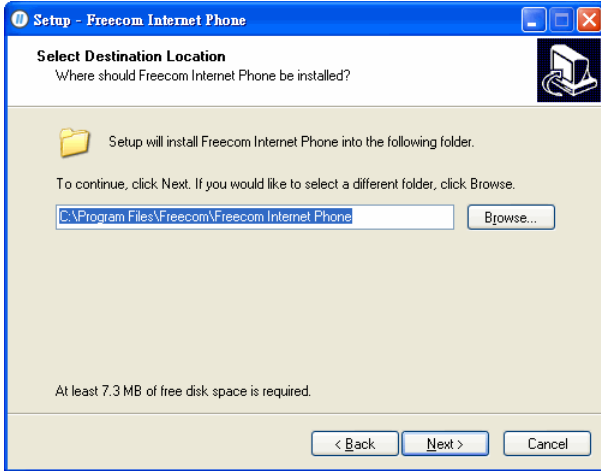 Setup - Freecom Internet Phone
Select Destination Location
Where should Freecom Internet Phone be installed?
Setup will install Freecom Internet Phone into the following folder.
To continue, click Next. If you would like to select a different folder, click Browse.
C:\Program Files\Freecom\Freecom Internet Phone
Browse...
At least 7.3 MB of free disk space is required.
< Back
Next >
Cancel